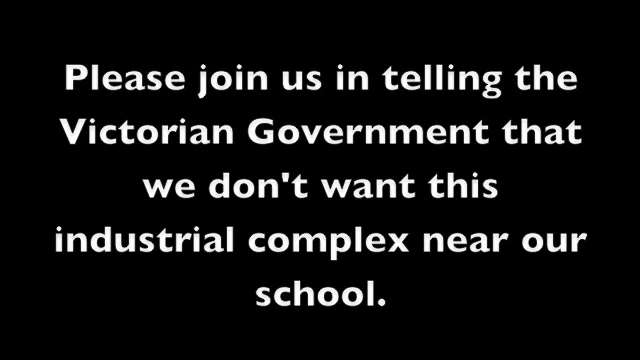 Please join us in telling the
Victorian Government that
we don't want this
industrial complex near our
school.